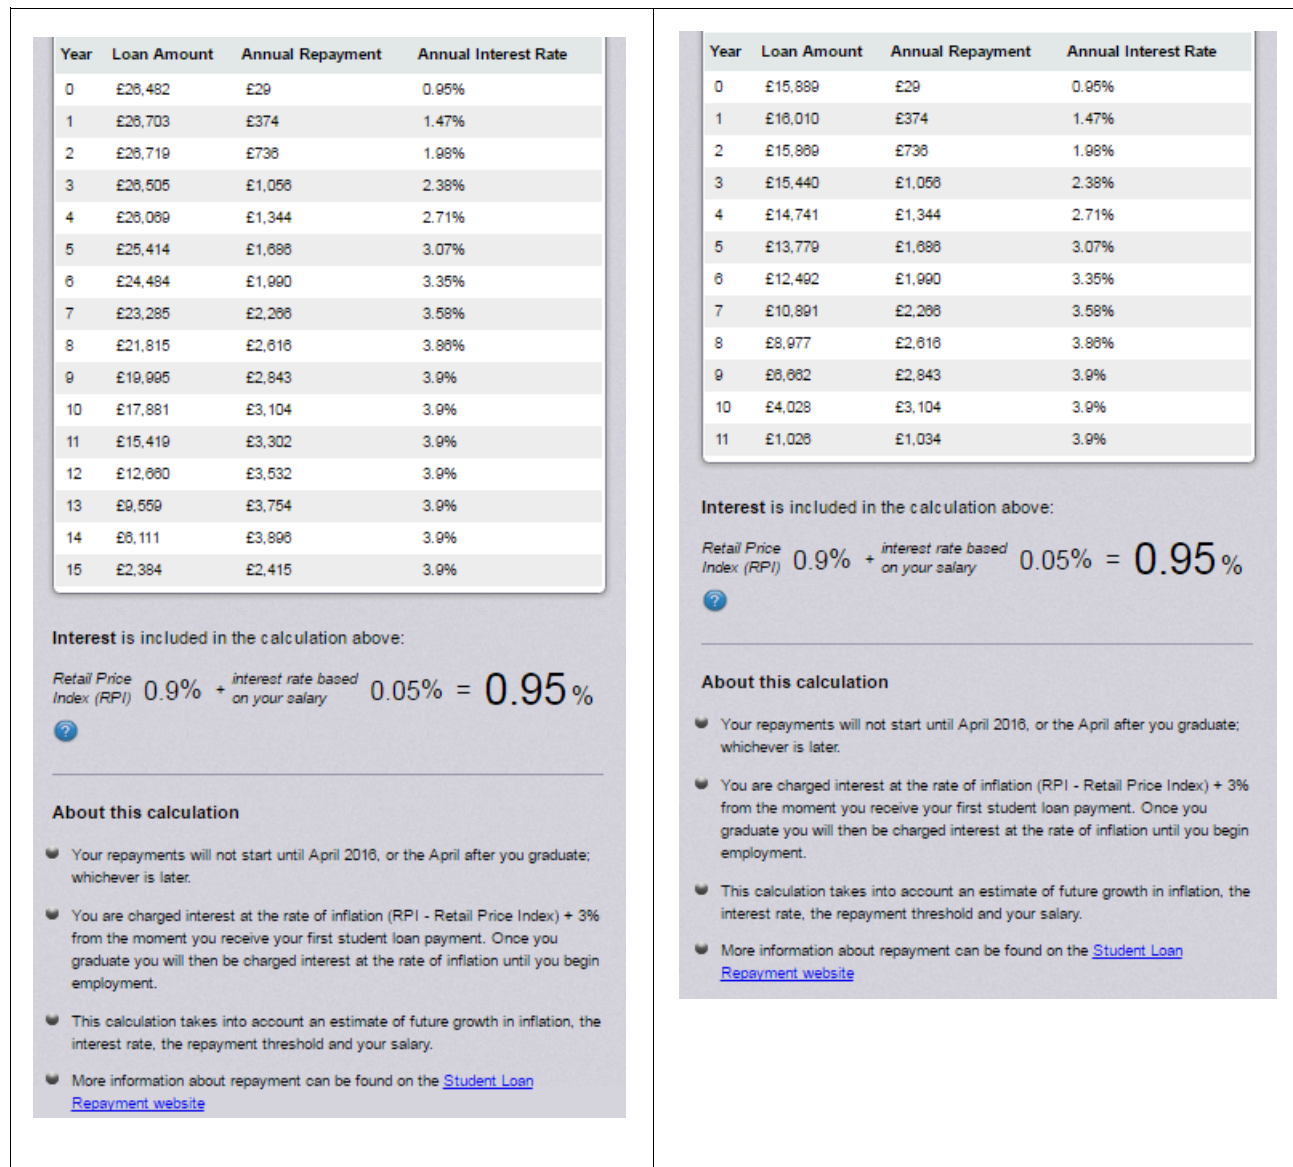 Year Loan Amount Annual Repayment Annual Interest Rate
0 £26,482 £29 0.95%
1 £26,703 £374 1.47%
2 £26,719 £736 1.98%
3 £26,505 £1,056 2.38%
4 £26,069 £1,344 2.71%
5 £25,414 £1,686 3.07%
6 £24,484 £1,990 3.35%
7 £23,285 £2,266 3.58%
8 £21,815 £2,616 3.86%
9 £19,995 £2,843 3.9%
10 £17,881 £3,104 3.9%
11 £15,419 £3,302 3.9%
12 £12,660 £3,532 3.9%
13 £9,559 £3,754 3.9%
14 £6,111 £3,896 3.9%
15 £2,384 £2,415 3.9%
Interest is included in the calculation above:
Retail Price Index (RPI) 0.9% + interest rate based on your salary 0.05% = 0.95 %
?
About this calculation
Your repayments will not start until April 2016, or the April after you graduate;
whichever is later.
You are charged interest at the rate of inflation (RPI - Retail Price Index) + 3%
from the moment you receive your first student loan payment. Once you
graduate you will then be charged interest at the rate of inflation until you begin
employment.
This calculation takes into account an estimate of future growth in inflation, the
interest rate, the repayment threshold and your salary.
More information about repayment can be found on the Student Loan
Repayment website
Year Loan Amount Annual Repayment Annual Interest Rate
0 £15,889 £29 0.95%
1 £16,010 £374 1.47%
2 £15,869 £736 1.98%
3 £15,440 £1,056 2.38%
4 £14,741 £1,344 2.71%
5 £13,779 £1,686 3.07%
6 £12,492 £1,990 3.35%
7 £10,891 £2,266 3.58%
8 £8,977 £2,616 3.86%
9 £6,662 £2,843 3.9%
10 £4,028 £3,104 3.9%
11 £1,026 £1,034 3.9%
Interest is included in the calculation above:
Retail Price Index (RPI) 0.9% + interest rate based on your salary 0.05% = 0.95 %
?
About this calculation
Your repayments will not start until April 2016, or the April after you graduate;
whichever is later.
You are charged interest at the rate of inflation (RPI - Retail Price Index) + 3%
from the moment you receive your first student loan payment. Once you
graduate you will then be charged interest at the rate of inflation until you begin
employment.
This calculation takes into account an estimate of future growth in inflation, the
interest rate, the repayment threshold and your salary.
More information about repayment can be found on the Student Loan
Repayment website